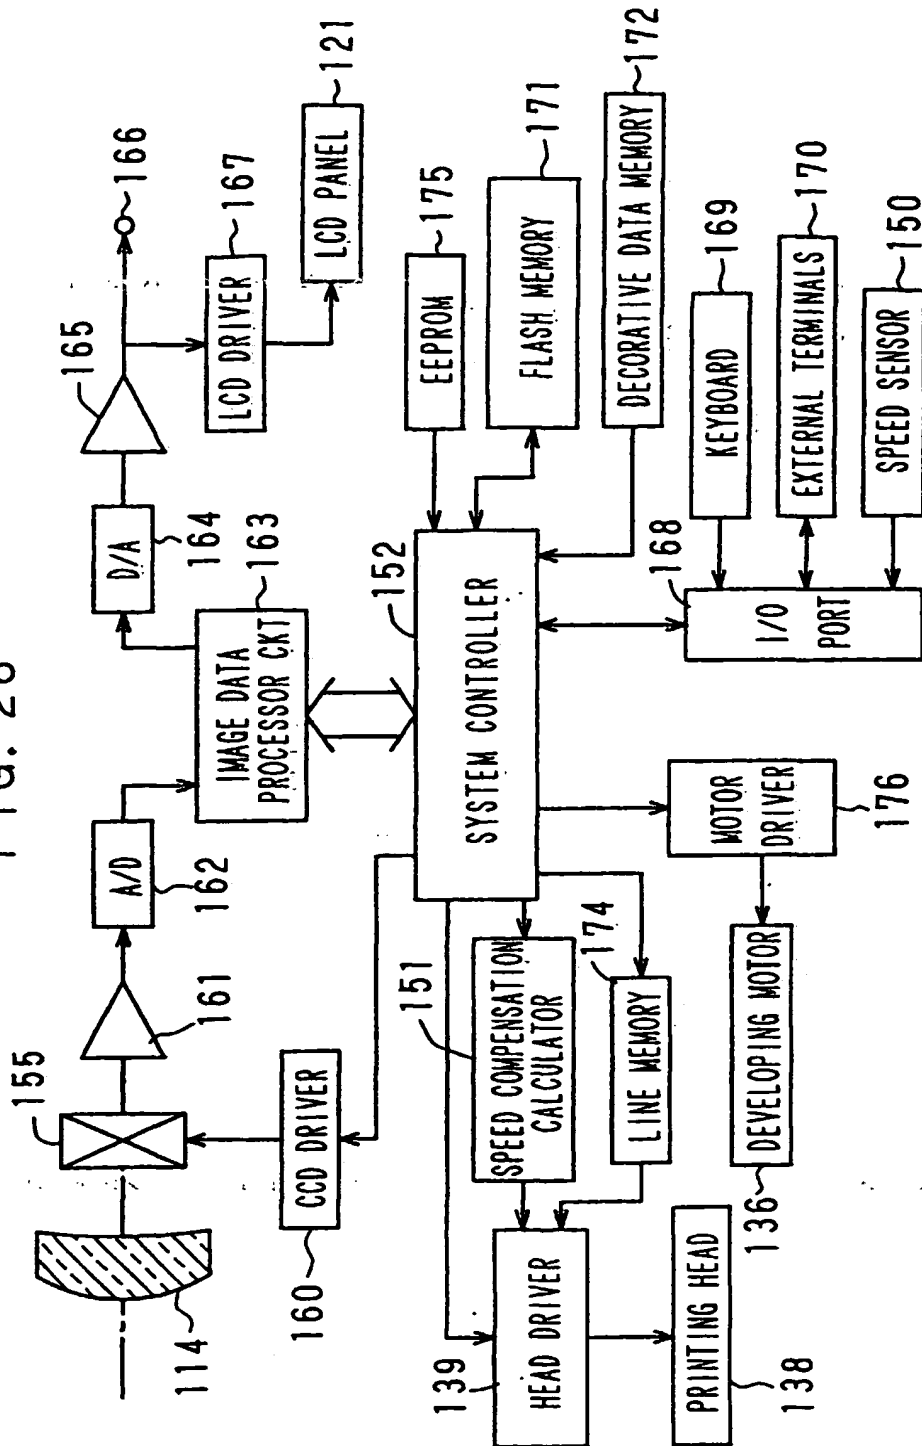 FIG. 26
155
161
A/D
162
D/A
164
165
166
LCD DRIVER
167
LCD PANEL
121
114
CCD DRIVER
160
IMAGE DATA
PROCESSOR CKT
163
SYSTEM CONTROLLER
152
EEPROM
175
FLASH MEMORY
171
DECORATIVE DATA MEMORY
172
151
SPEED COMPENSATION
CALCULATOR
174
LINE MEMORY
139
HEAD DRIVER
PRINTING HEAD
138
MOTOR
DRIVER
176
DEVELOPING MOTOR
136
168
I/O
PORT
KEYBOARD
169
EXTERNAL TERMINALS
170
SPEED SENSOR
150